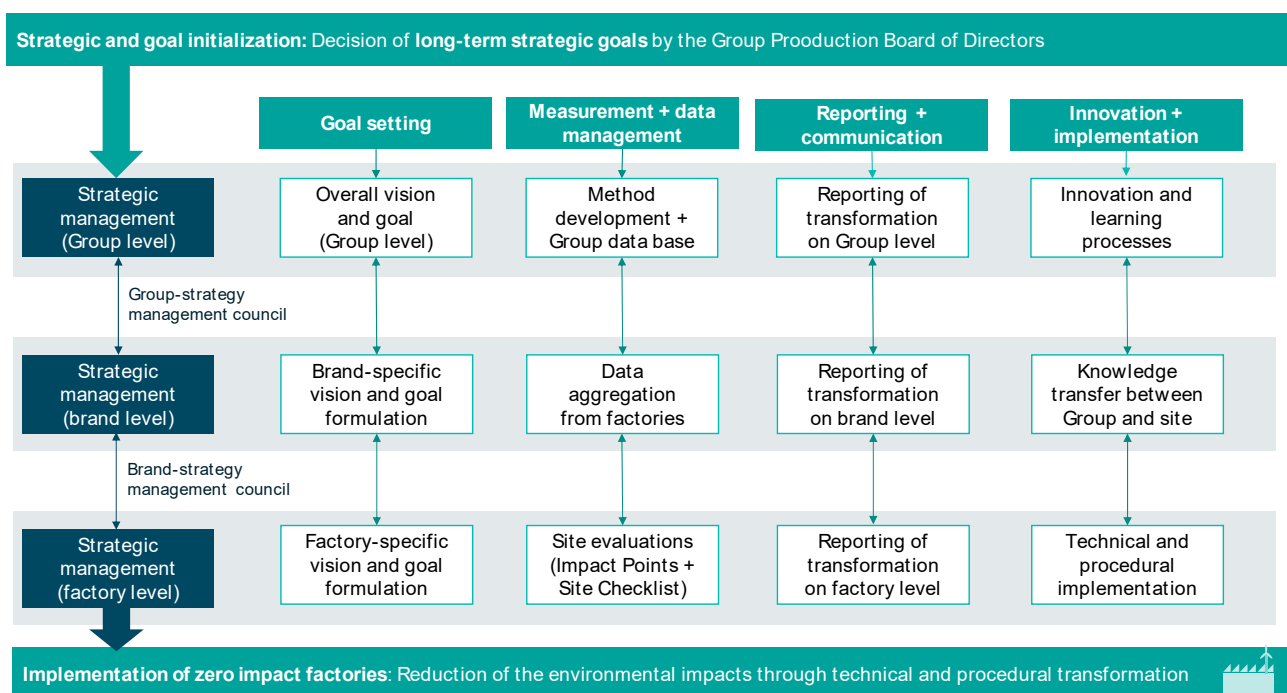 Strategic and goal initialization: Decision of long-term strategic goals by the Group Prooduction Board of Directors
Goal setting
Measurement + data
management
Reporting +
communication
Innovation +
implementation
Strategic
management
(Group level)
Overall vision
and goal
(Group level)
Method
development +
Group data base
Reporting of
transformation
on Group level
Innovation and
learning
processes
Group-strategy
management council
Strategic
management
(brand level)
Brand-specific
vision and goal
formulation
Data
aggregation
from factories
Reporting of
transformation
on brand level
Knowledge
transfer between
Group and site
Brand-strategy
management council
Strategic
management
(factory level)
Factory-specific
vision and goal
formulation
Site evaluations
(Impact Points +
Site Checklist)
Reporting of
transformation
on factory level
Technical and
procedural
implementation
Implementation of zero impact factories: Reduction of the environmental impacts through technical and procedural transformation